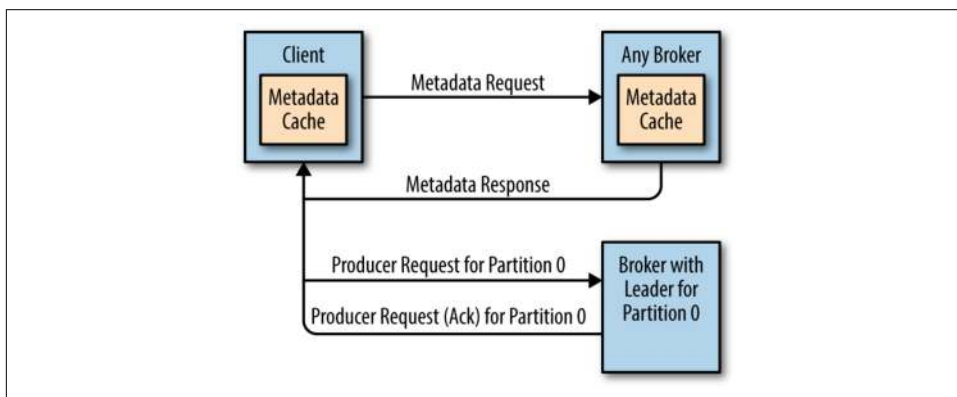 Client
Metadata
Cache
Metadata Request
Any Broker
Metadata
Cache
Metadata Response
Producer Request for Partition 0
Broker with
Leader for
Partition 0
Producer Request (Ack) for Partition 0